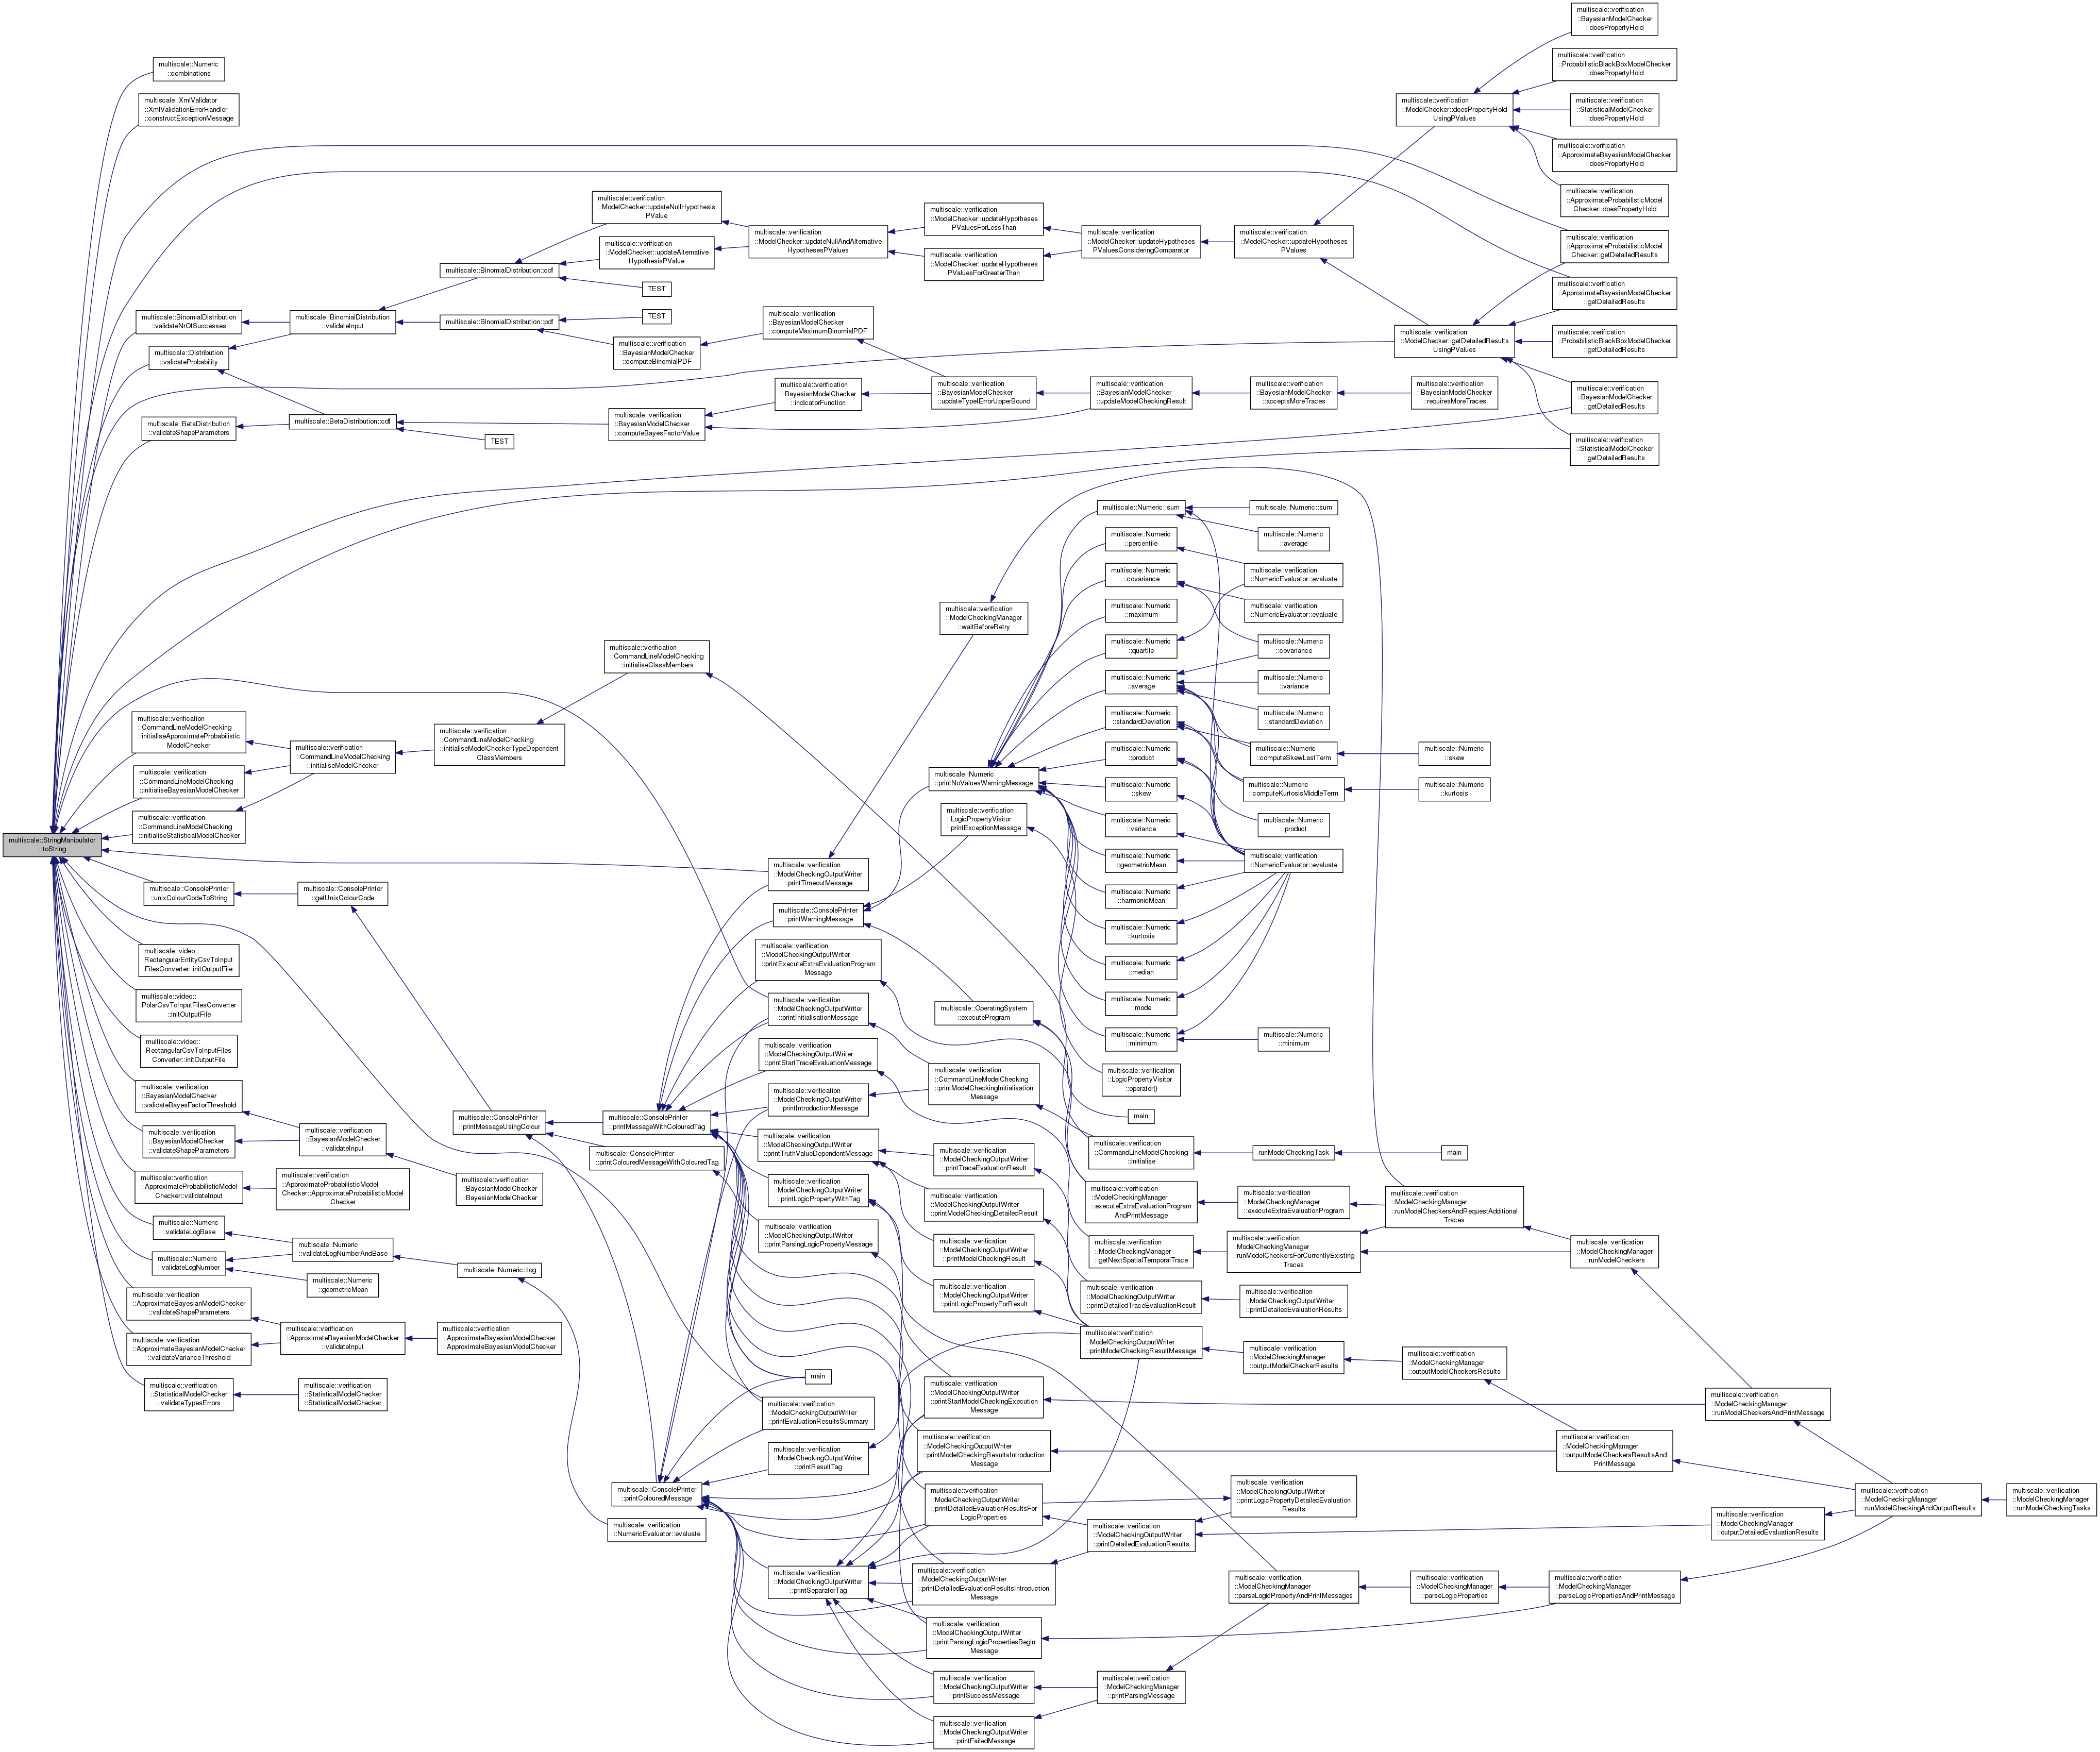 multiscale::StringManipulator
::toString
multiscale::Numeric
::combinations
multiscale::XmlValidator
::XmlValidationErrorHandler
::constructExceptionMessage
multiscale::BinomialDistribution
::validateNrOfSuccesses
multiscale::Distribution
::validateProbability
multiscale::BetaDistribution
::validateShapeParameters
multiscale::verification
::CommandLineModelChecking
::initialiseApproximateProbabilistic
ModelChecker
multiscale::verification
::CommandLineModelChecking
::initialiseBayesianModelChecker
multiscale::verification
::CommandLineModelChecking
::initialiseStatisticalModelChecker
multiscale::ConsolePrinter
::unixColourCodeToString
multiscale::video::
RectangularEntityCsvToInput
FilesConverter::initOutputFile
multiscale::video::
PolarCsvToInputFilesConverter
::initOutputFile
multiscale::video::
RectangularCsvToInputFiles
Converter::initOutputFile
multiscale::verification
::BayesianModelChecker
::validateBayesFactorThreshold
multiscale::verification
::BayesianModelChecker
::validateShapeParameters
multiscale::verification
::ApproximateProbabilisticModel
Checker::validateInput
multiscale::Numeric
::validateLogBase
multiscale::Numeric
::validateLogNumber
multiscale::verification
::ApproximateBayesianModelChecker
::validateShapeParameters
multiscale::verification
::ApproximateBayesianModelChecker
::validateVarianceThreshold
multiscale::verification
::StatisticalModelChecker
::validateTypesErrors
multiscale::BinomialDistribution
::validateInput
multiscale::BetaDistribution::cdf
multiscale::verification
::CommandLineModelChecking
::initialiseModelChecker
multiscale::ConsolePrinter
::getUnixColourCode
multiscale::verification
::BayesianModelChecker
::validateInput
multiscale::verification
::ApproximateProbabilisticModel
Checker::ApproximateProbabilisticModel
Checker
multiscale::Numeric
::validateLogNumberAndBase
multiscale::Numeric
::geometricMean
multiscale::verification
::ApproximateBayesianModelChecker
::validateInput
multiscale::verification
::StatisticalModelChecker
::StatisticalModelChecker
multiscale::BinomialDistribution::cdf
multiscale::BinomialDistribution::pdf
TEST
multiscale::verification
::CommandLineModelChecking
::initialiseModelCheckerTypeDependent
ClassMembers
multiscale::ConsolePrinter
::printMessageUsingColour
multiscale::verification
::BayesianModelChecker
::BayesianModelChecker
multiscale::Numeric::log
multiscale::verification
::ApproximateBayesianModelChecker
::ApproximateBayesianModelChecker
multiscale::verification
::ModelChecker::updateNullHypothesis
PValue
multiscale::verification
::ModelChecker::updateAlternative
HypothesisPValue
TEST
TEST
multiscale::verification
::BayesianModelChecker
::computeBinomialPDF
multiscale::verification
::BayesianModelChecker
::computeBayesFactorValue
multiscale::verification
::CommandLineModelChecking
::initialiseClassMembers
multiscale::ConsolePrinter
::printMessageWithColouredTag
multiscale::ConsolePrinter
::printColouredMessageWithColouredTag
multiscale::ConsolePrinter
::printColouredMessage
multiscale::verification
::NumericEvaluator::evaluate
multiscale::verification
::ModelChecker::updateNullAndAlternative
HypothesesPValues
multiscale::verification
::BayesianModelChecker
::computeMaximumBinomialPDF
multiscale::verification
::BayesianModelChecker
::indicatorFunction
multiscale::verification
::ModelCheckingOutputWriter
::printTimeoutMessage
multiscale::ConsolePrinter
::printWarningMessage
multiscale::verification
::ModelCheckingOutputWriter
::printExecuteExtraEvaluationProgram
Message
multiscale::verification
::ModelCheckingOutputWriter
::printInitialisationMessage
multiscale::verification
::ModelCheckingOutputWriter
::printStartTraceEvaluationMessage
multiscale::verification
::ModelCheckingOutputWriter
::printIntroductionMessage
multiscale::verification
::ModelCheckingOutputWriter
::printTruthValueDependentMessage
multiscale::verification
::ModelCheckingOutputWriter
::printLogicPropertyWithTag
multiscale::verification
::ModelCheckingOutputWriter
::printParsingLogicPropertyMessage
main
multiscale::verification
::ModelCheckingOutputWriter
::printEvaluationResultsSummary
multiscale::verification
::ModelCheckingOutputWriter
::printResultTag
multiscale::verification
::ModelCheckingOutputWriter
::printSeparatorTag
multiscale::verification
::ModelChecker::updateHypotheses
PValuesForLessThan
multiscale::verification
::ModelChecker::updateHypotheses
PValuesForGreaterThan
multiscale::verification
::BayesianModelChecker
::updateTypeIErrorUpperBound
multiscale::verification
::ModelCheckingManager
::waitBeforeRetry
multiscale::Numeric
::printNoValuesWarningMessage
multiscale::verification
::LogicPropertyVisitor
::printExceptionMessage
multiscale::OperatingSystem
::executeProgram
multiscale::verification
::CommandLineModelChecking
::printModelCheckingInitialisation
Message
multiscale::verification
::ModelCheckingOutputWriter
::printTraceEvaluationResult
multiscale::verification
::ModelCheckingOutputWriter
::printModelCheckingDetailedResult
multiscale::verification
::ModelCheckingOutputWriter
::printModelCheckingResult
multiscale::verification
::ModelCheckingOutputWriter
::printLogicPropertyForResult
multiscale::verification
::ModelCheckingOutputWriter
::printStartModelCheckingExecution
Message
multiscale::verification
::ModelCheckingOutputWriter
::printModelCheckingResultsIntroduction
Message
multiscale::verification
::ModelCheckingOutputWriter
::printDetailedEvaluationResultsFor
LogicProperties
multiscale::verification
::ModelCheckingOutputWriter
::printDetailedEvaluationResultsIntroduction
Message
multiscale::verification
::ModelCheckingOutputWriter
::printParsingLogicPropertiesBegin
Message
multiscale::verification
::ModelCheckingOutputWriter
::printSuccessMessage
multiscale::verification
::ModelCheckingOutputWriter
::printFailedMessage
multiscale::verification
::ModelChecker::updateHypotheses
PValuesConsideringComparator
multiscale::verification
::BayesianModelChecker
::updateModelCheckingResult
multiscale::Numeric::sum
multiscale::Numeric
::percentile
multiscale::Numeric
::covariance
multiscale::Numeric
::maximum
multiscale::Numeric
::quartile
multiscale::Numeric
::average
multiscale::Numeric
::standardDeviation
multiscale::Numeric
::product
multiscale::Numeric
::skew
multiscale::Numeric
::variance
multiscale::Numeric
::geometricMean
multiscale::Numeric
::harmonicMean
multiscale::Numeric
::kurtosis
multiscale::Numeric
::median
multiscale::Numeric
::mode
multiscale::Numeric
::minimum
multiscale::verification
::LogicPropertyVisitor
::operator()
main
multiscale::verification
::CommandLineModelChecking
::initialise
multiscale::verification
::ModelCheckingManager
::executeExtraEvaluationProgram
AndPrintMessage
multiscale::verification
::ModelCheckingManager
::getNextSpatialTemporalTrace
multiscale::verification
::ModelCheckingOutputWriter
::printDetailedTraceEvaluationResult
multiscale::verification
::ModelCheckingOutputWriter
::printModelCheckingResultMessage
multiscale::verification
::ModelCheckingOutputWriter
::printDetailedEvaluationResults
multiscale::verification
::ModelCheckingManager
::printParsingMessage
multiscale::verification
::ModelChecker::updateHypotheses
PValues
multiscale::verification
::BayesianModelChecker
::acceptsMoreTraces
multiscale::Numeric::sum
multiscale::Numeric
::average
multiscale::verification
::NumericEvaluator::evaluate
multiscale::verification
::NumericEvaluator::evaluate
multiscale::Numeric
::covariance
multiscale::Numeric
::variance
multiscale::Numeric
::standardDeviation
multiscale::Numeric
::computeSkewLastTerm
multiscale::Numeric
::computeKurtosisMiddleTerm
multiscale::Numeric
::product
multiscale::verification
::NumericEvaluator::evaluate
multiscale::Numeric
::minimum
runModelCheckingTask
multiscale::verification
::ModelCheckingManager
::executeExtraEvaluationProgram
multiscale::verification
::ModelCheckingManager
::runModelCheckersForCurrentlyExisting
Traces
multiscale::verification
::ModelCheckingOutputWriter
::printDetailedEvaluationResults
multiscale::verification
::ModelCheckingManager
::outputModelCheckerResults
multiscale::verification
::ModelCheckingOutputWriter
::printLogicPropertyDetailedEvaluation
Results
multiscale::verification
::ModelCheckingManager
::parseLogicPropertyAndPrintMessages
multiscale::verification
::ModelChecker::doesPropertyHold
UsingPValues
multiscale::verification
::ModelChecker::getDetailedResults
UsingPValues
multiscale::verification
::BayesianModelChecker
::requiresMoreTraces
multiscale::Numeric
::skew
multiscale::Numeric
::kurtosis
main
multiscale::verification
::ModelCheckingManager
::runModelCheckersAndRequestAdditional
Traces
multiscale::verification
::ModelCheckingManager
::outputModelCheckersResults
multiscale::verification
::ModelCheckingManager
::parseLogicProperties
multiscale::verification
::BayesianModelChecker
::doesPropertyHold
multiscale::verification
::ProbabilisticBlackBoxModelChecker
::doesPropertyHold
multiscale::verification
::StatisticalModelChecker
::doesPropertyHold
multiscale::verification
::ApproximateBayesianModelChecker
::doesPropertyHold
multiscale::verification
::ApproximateProbabilisticModel
Checker::doesPropertyHold
multiscale::verification
::ApproximateProbabilisticModel
Checker::getDetailedResults
multiscale::verification
::ApproximateBayesianModelChecker
::getDetailedResults
multiscale::verification
::ProbabilisticBlackBoxModelChecker
::getDetailedResults
multiscale::verification
::BayesianModelChecker
::getDetailedResults
multiscale::verification
::StatisticalModelChecker
::getDetailedResults
multiscale::verification
::ModelCheckingManager
::runModelCheckers
multiscale::verification
::ModelCheckingManager
::outputModelCheckersResultsAnd
PrintMessage
multiscale::verification
::ModelCheckingManager
::parseLogicPropertiesAndPrintMessage
multiscale::verification
::ModelCheckingManager
::runModelCheckersAndPrintMessage
multiscale::verification
::ModelCheckingManager
::outputDetailedEvaluationResults
multiscale::verification
::ModelCheckingManager
::runModelCheckingAndOutputResults
multiscale::verification
::ModelCheckingManager
::runModelCheckingTasks